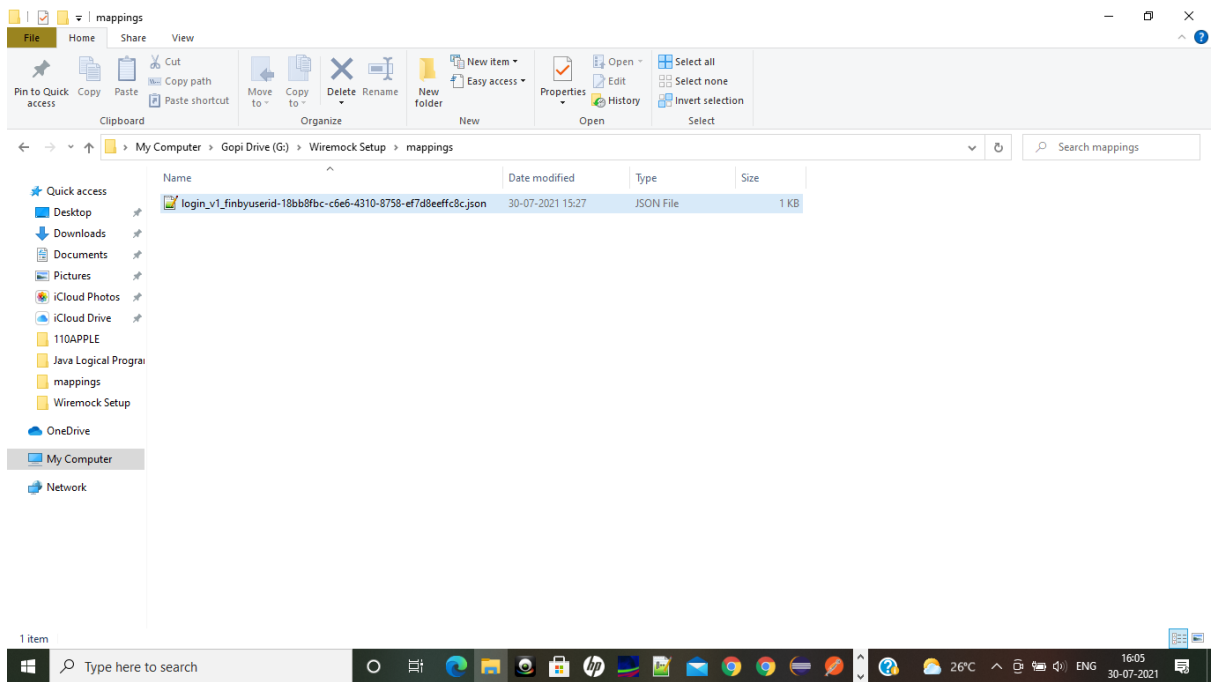 mappings
File Home Share View
Pin to Quick access
Copy
Paste
Cut
Copy path
Paste shortcut
Clipboard
Move to
Copy to
Delete
Rename
Organize
New folder
New item
Easy access
New
Properties
Open
Edit
History
Open
Select all
Select none
Invert selection
Select
My Computer > Gopi Drive (G:) > Wiremock Setup > mappings
Search mappings
Name Date modified Type Size
login_v1_finbyuserid-18bb8fbc-c6e6-4310-8758-ef7d8eeffc8c.json 30-07-2021 15:27 JSON File 1 KB
Quick access
Desktop
Downloads
Documents
Pictures
iCloud Photos
iCloud Drive
110APPLE
Java Logical Progra
mappings
Wiremock Setup
OneDrive
My Computer
Network
1 item
Type here to search
hp
26°C
ENG
16:05
30-07-2021